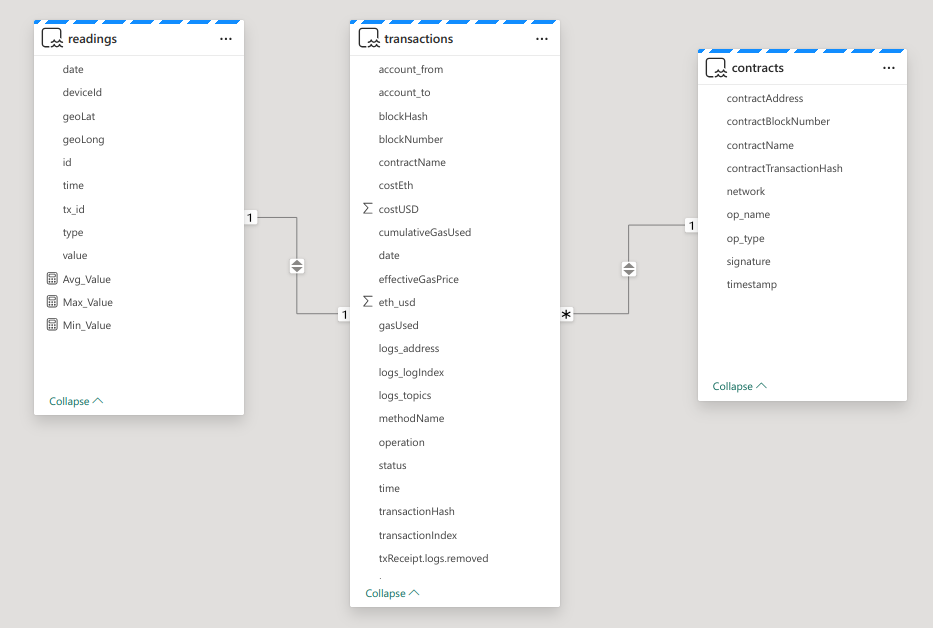 readings
...
date
deviceId
geoLat
geoLong
id
time
tx_id
type
value
Avg_Value
Max_Value
Min_Value
Collapse
1
1
transactions
...
account_from
account_to
blockHash
blockNumber
contractName
costEth
Σ costUSD
cumulativeGasUsed
date
effectiveGasPrice
Σ eth_usd
gasUsed
logs_address
logs_logIndex
logs_topics
methodName
operation
status
time
transactionHash
transactionIndex
txReceipt.logs.removed
Collapse
*
1
contracts
...
contractAddress
contractBlockNumber
contractName
contractTransactionHash
network
op_name
op_type
signature
timestamp
Collapse